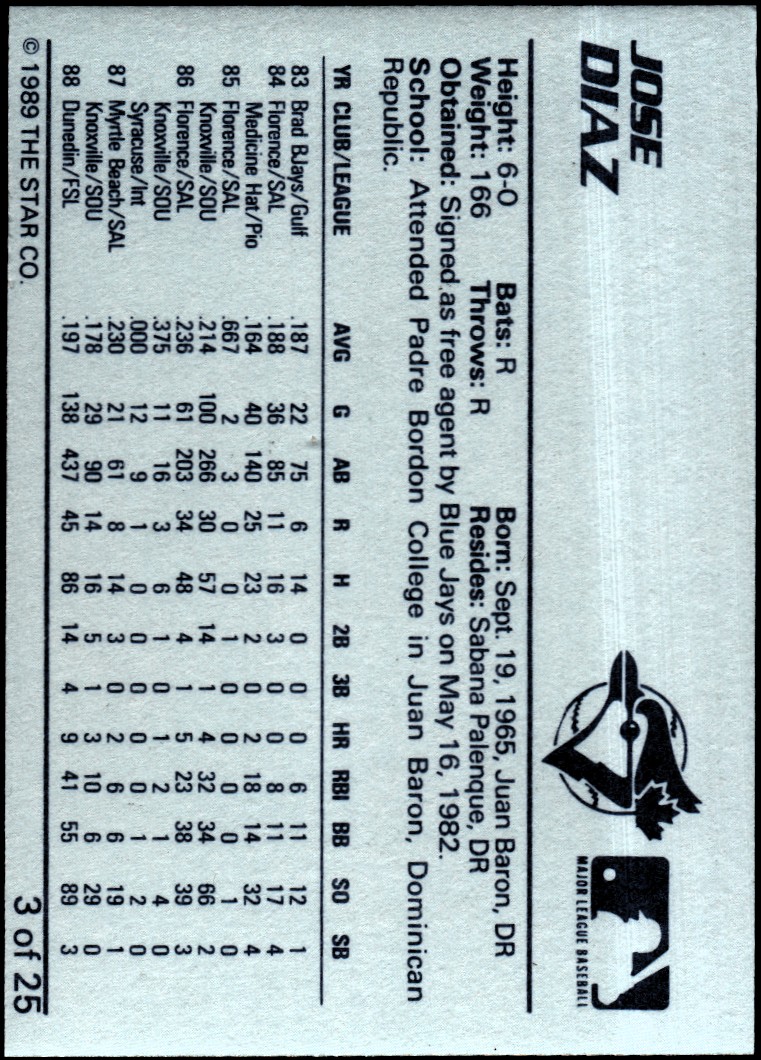 JOSE
DIAZ
MAJOR LEAGUE BASEBALL
Height: 6-0 Bats: R Born: Sept. 19, 1965, Juan Baron, DR
Weight: 166 Throws: R Resides: Sabana Palenque, DR
Obtained: Signed as free agent by Blue Jays on May 16, 1982.
School: Attended Padre Bordon College in Juan Baron, Dominican
Republic.
YR CLUB/LEAGUE AVG G AB R H 2B 3B HR RBI BB SO SB
83 Brad BJays/Gulf .187 22 75 6 14 0 0 0 6 11 12 1
84 Florence/SAL .188 36 85 11 16 3 0 0 8 11 17 4
Medicine Hat/Pio .164 40 140 25 23 2 0 2 18 14 32 4
85 Florence/SAL .667 2 3 0 0 1 0 0 0 0 1 0
Knoxville/SOU .214 100 266 30 57 14 1 4 32 34 66 2
86 Florence/SAL .236 61 203 34 48 4 1 5 23 38 39 3
Knoxville/SOU .375 11 16 3 6 1 0 1 2 1 4 0
Syracuse/Int .000 12 9 1 0 0 0 0 0 1 2 0
87 Myrtle Beach/SAL .230 21 61 8 14 3 0 2 6 6 19 1
Knoxville/SOU .178 29 90 14 16 5 1 3 10 6 29 0
88 Dunedin/FSL .197 138 437 45 86 14 4 9 41 55 89 3
© 1989 THE STAR CO. 3 of 25